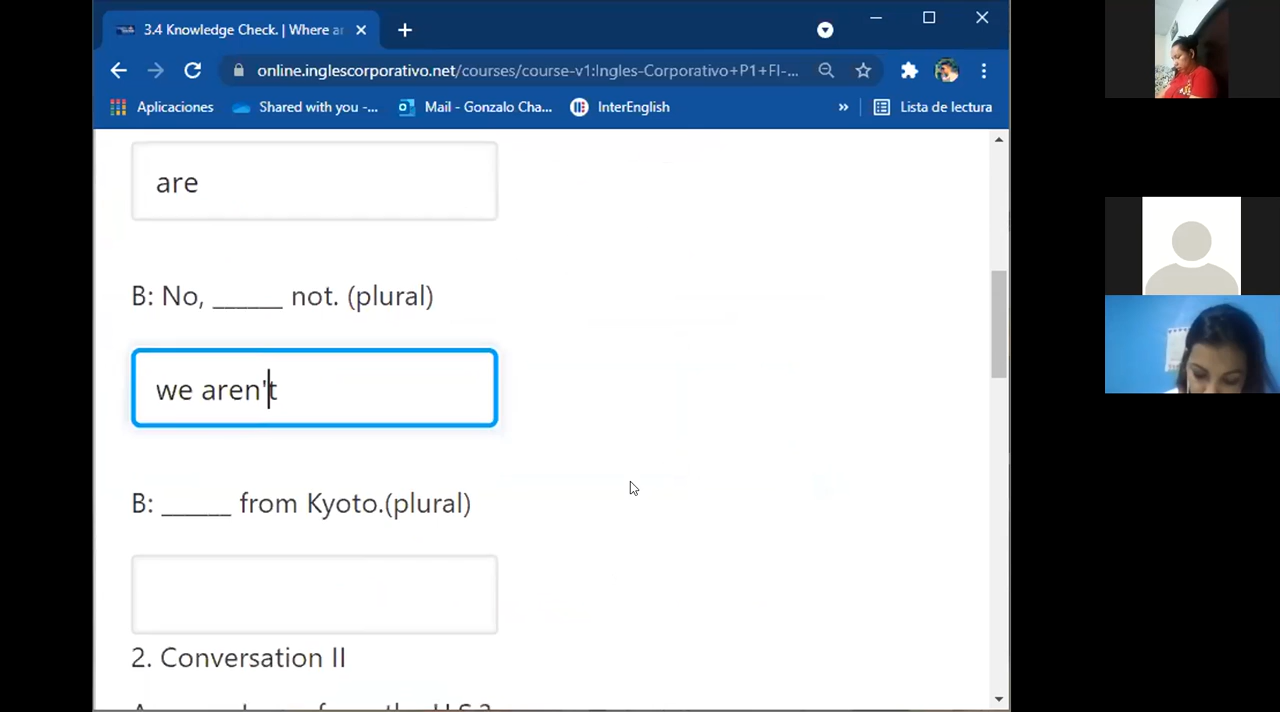 3.4 Knowledge Check. | Where ar
online.inglescorporativo.net/courses/course-v1:Ingles-Corporativo+P1+FI-...
Aplicaciones Shared with you -... Mail - Gonzalo Cha... InterEnglish » Lista de lectura
are
B: No, ______ not. (plural)
we aren't
B: ______ from Kyoto.(plural)
2. Conversation II